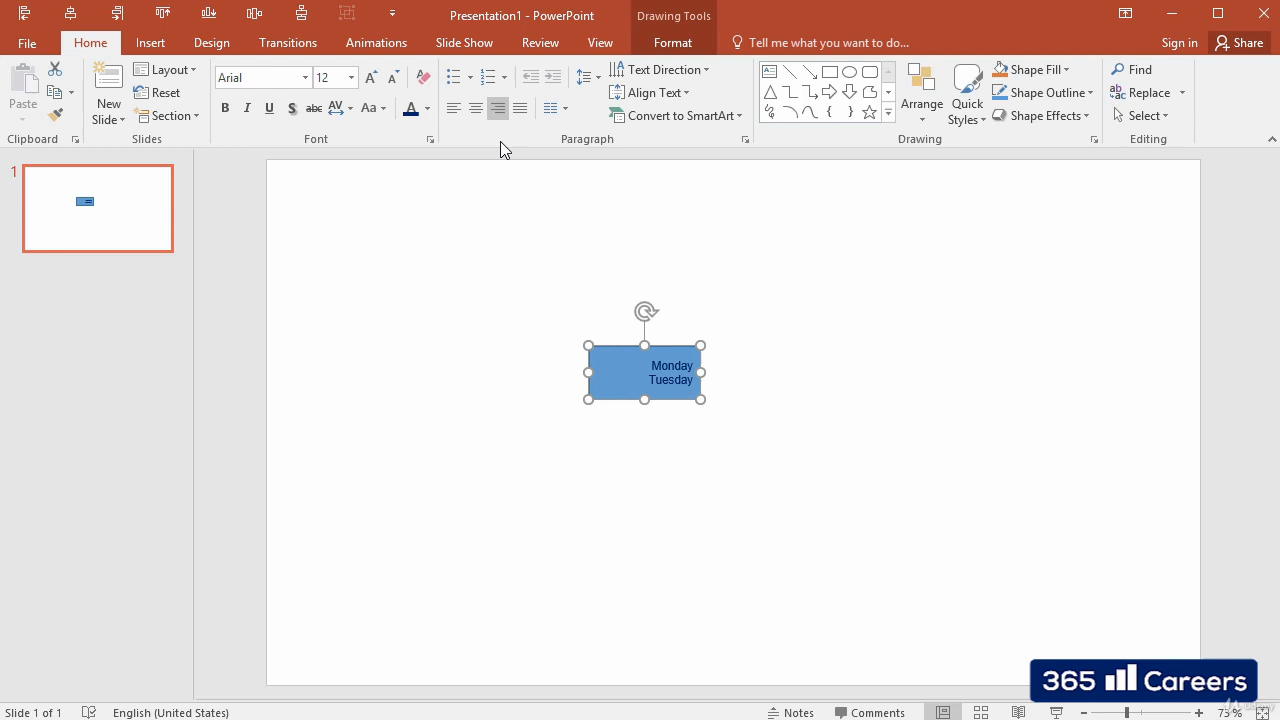 Presentation1 - PowerPoint
Drawing Tools
File
Home
Insert
Design
Transitions
Animations
Slide Show
Review
View
Format
Tell me what you want to do...
Sign in
Share
Paste
Clipboard
New
Slide
Layout
Reset
Section
Slides
Arial
12
B I U S abc AV Aa A
Font
Text Direction
Align Text
Convert to SmartArt
Paragraph
Arrange
Quick
Styles
Shape Fill
Shape Outline
Shape Effects
Drawing
Find
Replace
Select
Editing
1
Monday
Tuesday
365 Careers
Slide 1 of 1
English (United States)
Notes
Comments
73%